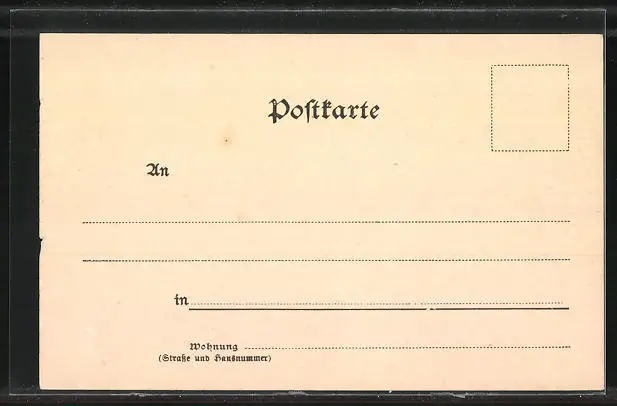 Postkarte
An
in
Wohnung
(Straße und Hausnummer)